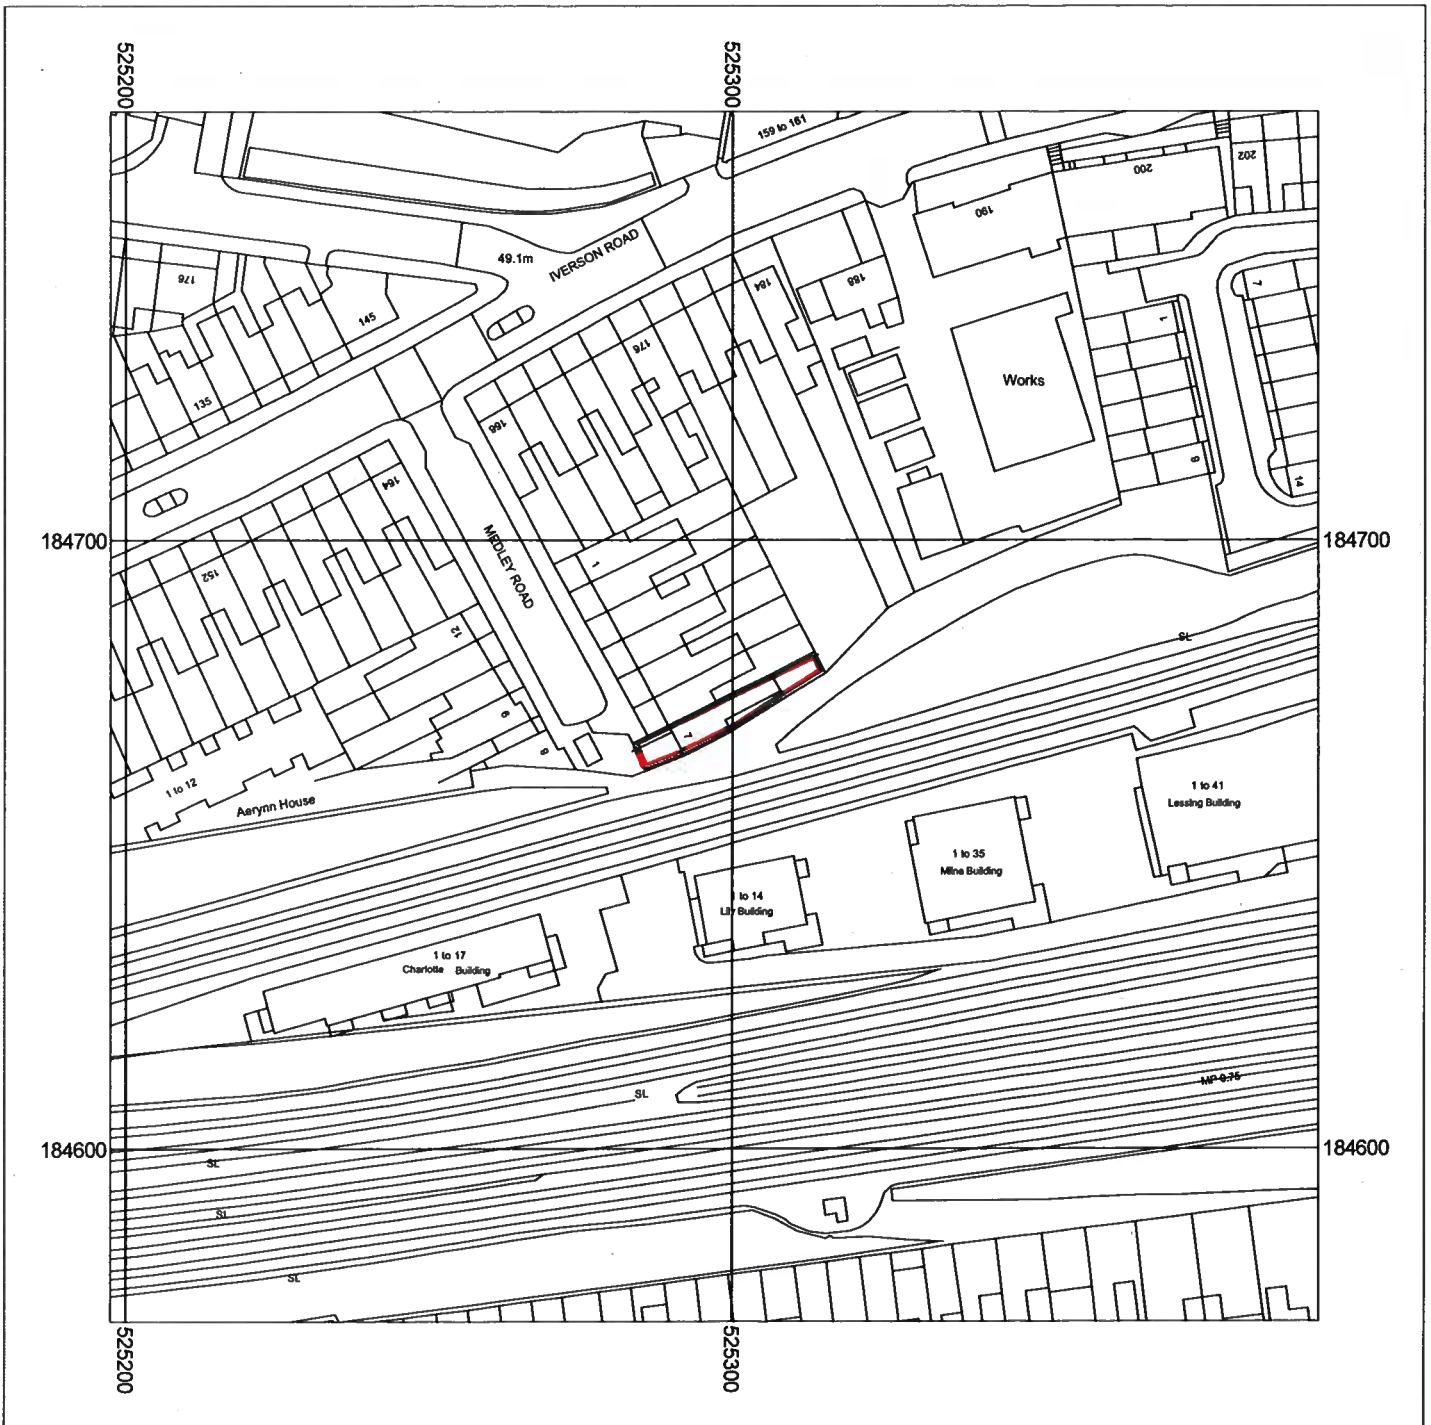 525200
525300
159 to 161
202
200
190
49.1m
IVERSON ROAD
176
188
184
7
145
1
176
Works
135
166
9
14
164
184700
184700
MEDLEY ROAD
152
1
12
SL
6
7
8
1 to 12
Aerynn House
1 to 41
Lessing Building
1 to 35
Milne Building
1 to 14
Lily Building
1 to 17
Charlotte Building
SL
MP 0.75
184600
184600
SL
SL
SL
525200
525300